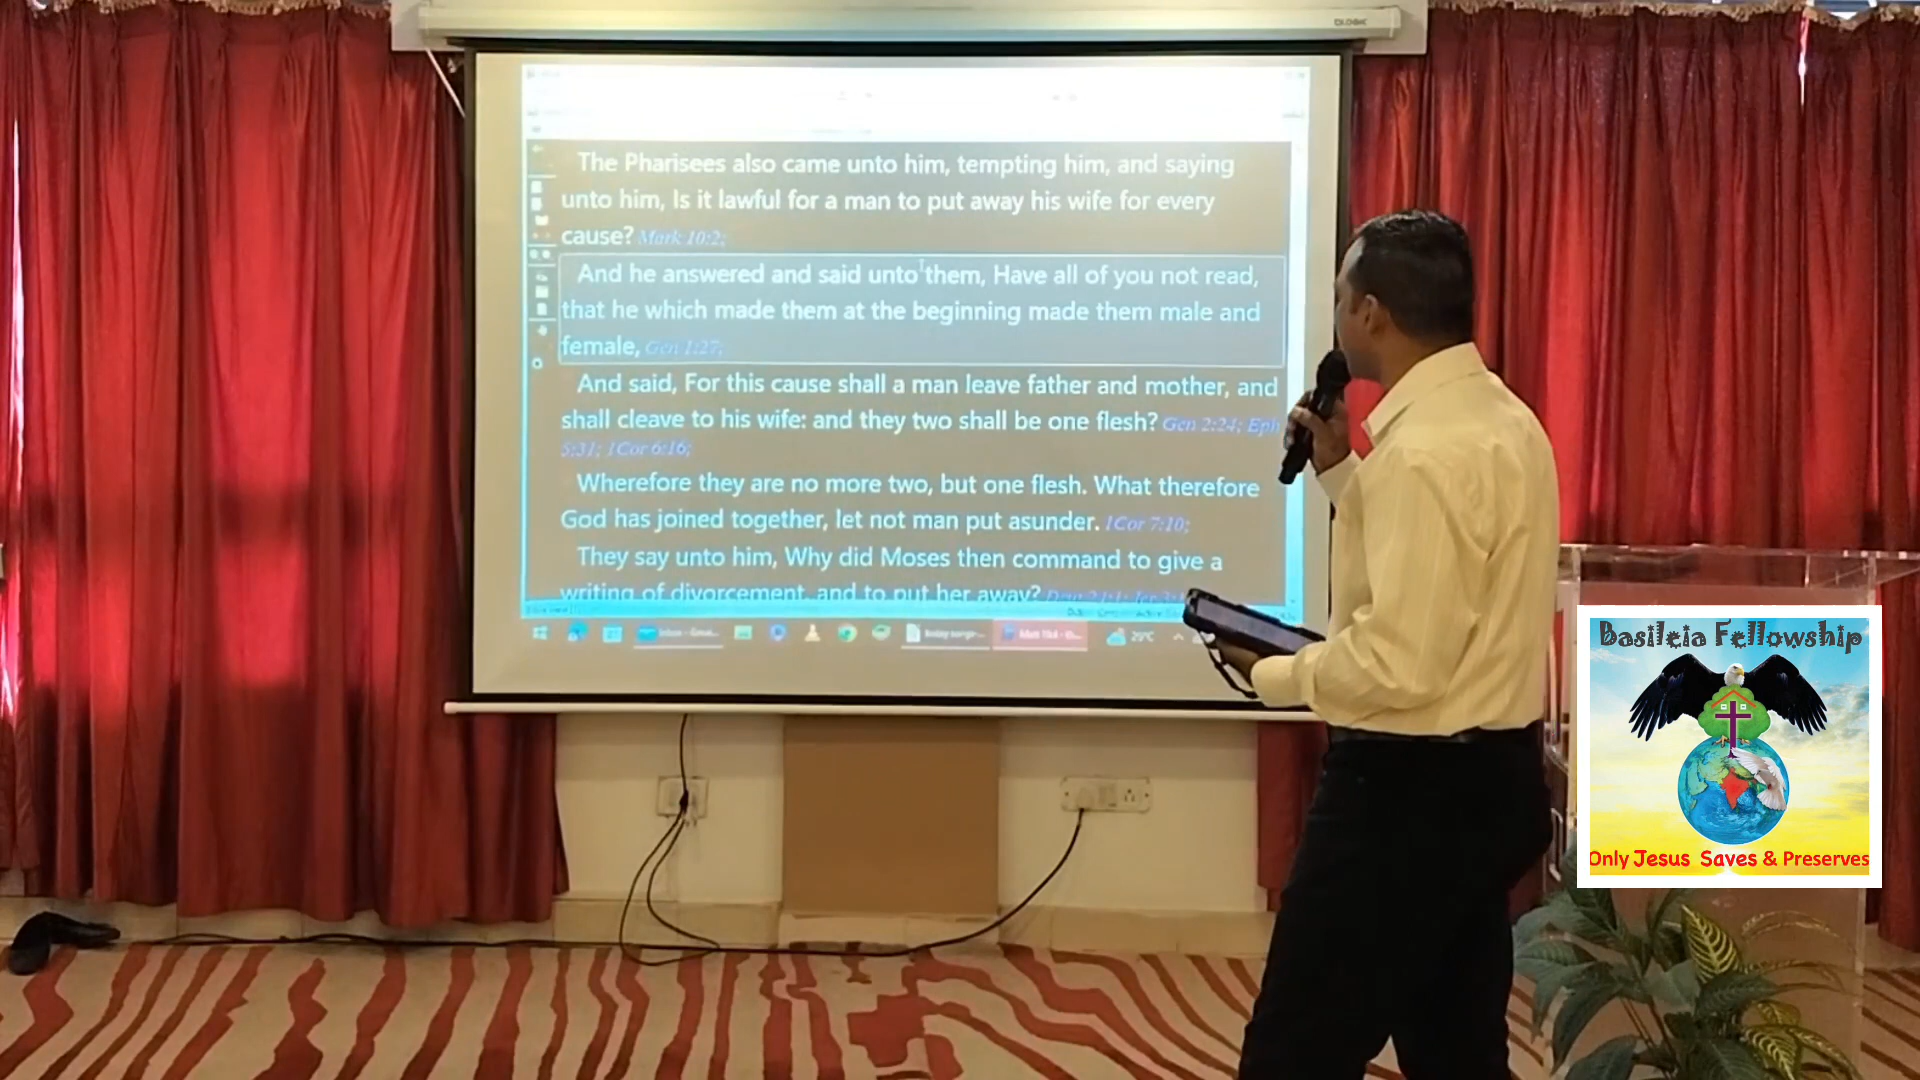 DLOGIC
The Pharisees also came unto him, tempting him, and saying
unto him, Is it lawful for a man to put away his wife for every
cause? Mark 10:2;
And he answered and said unto them, Have all of you not read,
that he which made them at the beginning made them male and
female, Gen 1:27;
And said, For this cause shall a man leave father and mother, and
shall cleave to his wife: and they two shall be one flesh? Gen 2:24; Eph
5:31; 1Cor 6:16;
Wherefore they are no more two, but one flesh. What therefore
God has joined together, let not man put asunder. 1Cor 7:10;
They say unto him, Why did Moses then command to give a
writing of divorcement, and to put her away?
29°C
Basileia Fellowship
Only Jesus Saves & Preserves